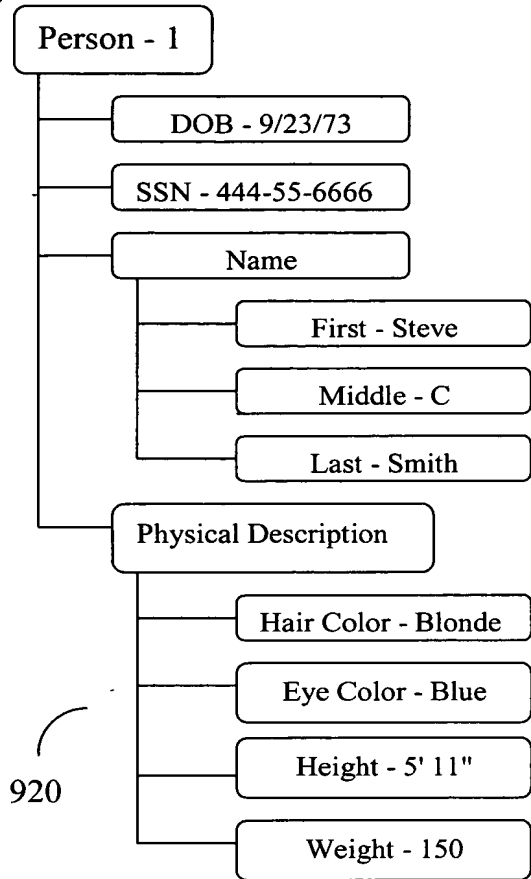 Person - 1
DOB - 9/23/73
SSN - 444-55-6666
Name
First - Steve
Middle - C
Last - Smith
Physical Description
Hair Color - Blonde
Eye Color - Blue
Height - 5' 11"
Weight - 150
920